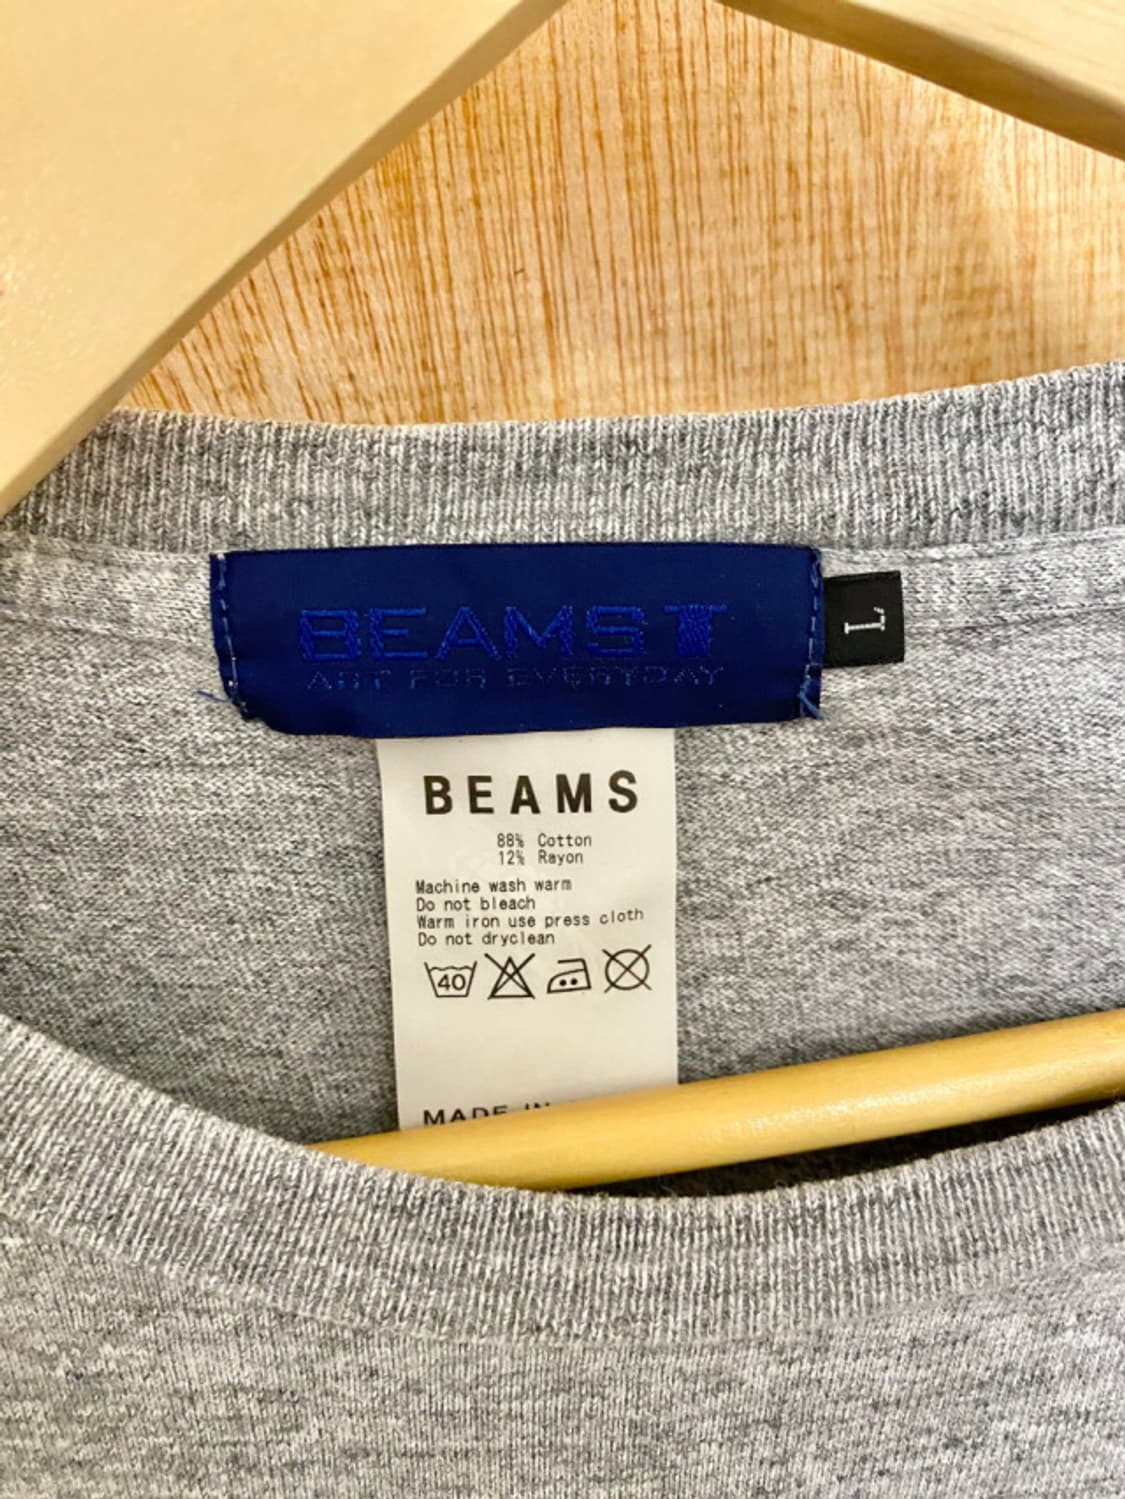 BEAMS T
ART FOR EVERYDAY
L
BEAMS
88% Cotton
12% Rayon
Machine wash warm
Do not bleach
Warm iron use press cloth
Do not dryclean
40
MADE IN